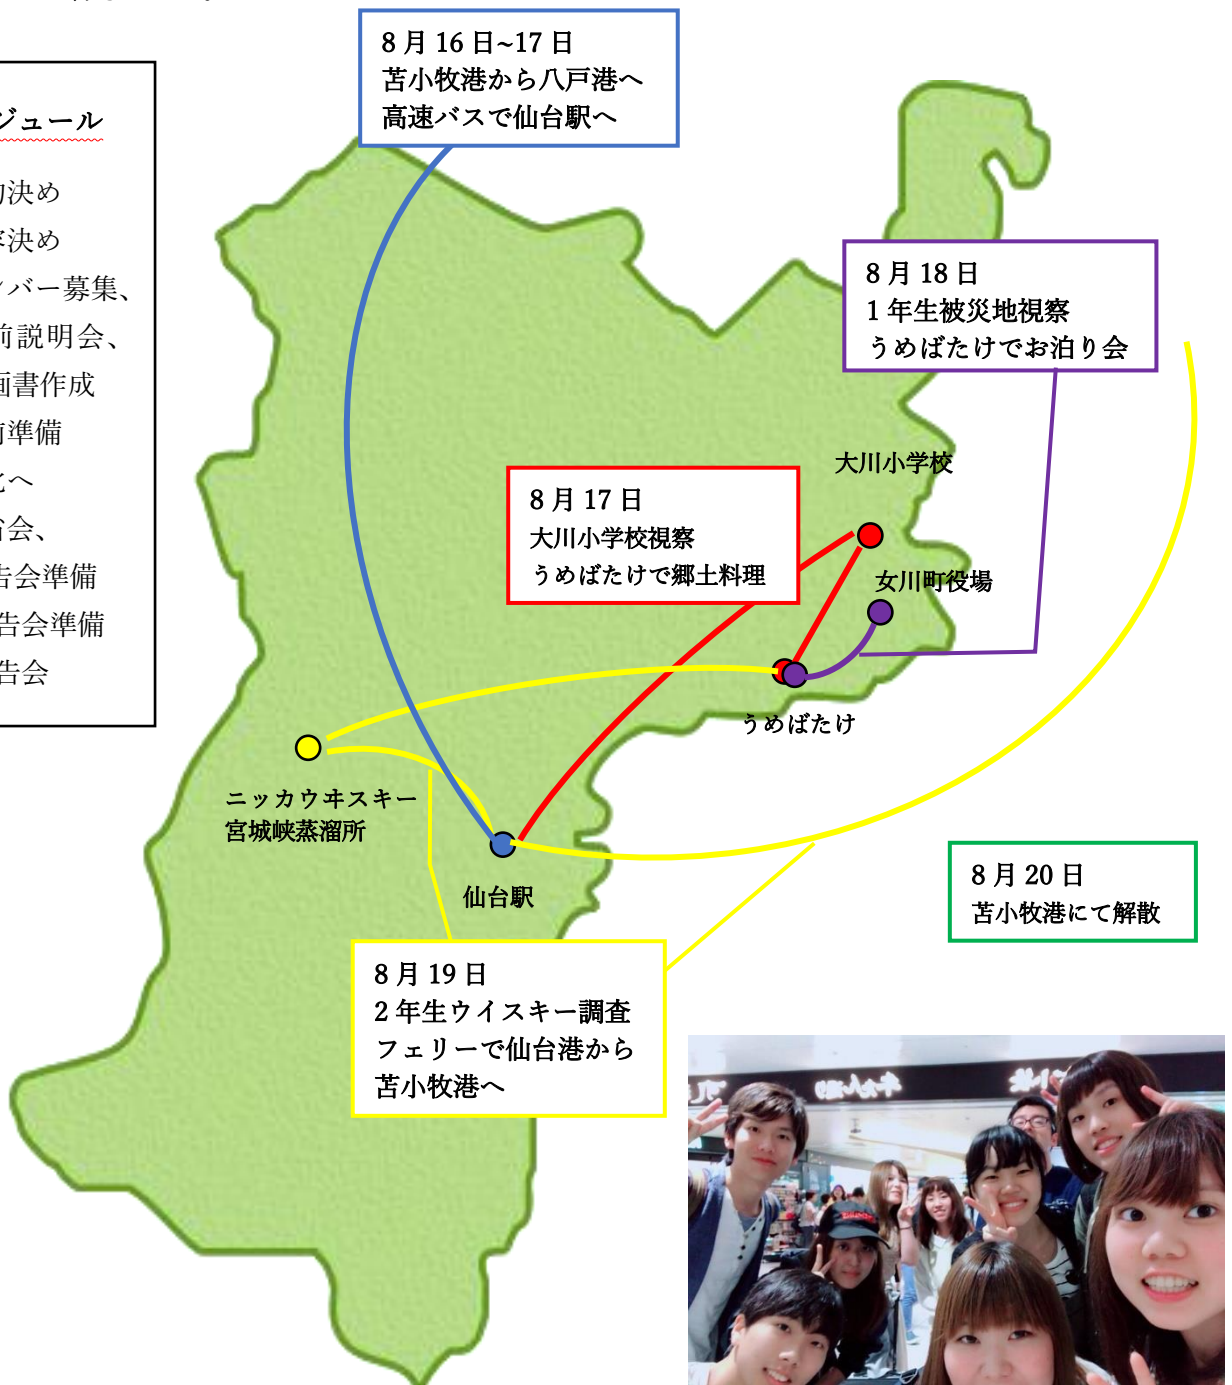 8月16日~17日
苫小牧港から八戸港へ
高速バスで仙台駅へ
ジュール
決め
決め
バー募集、
前説明会、
画書作成
前準備
へ
会、
告会準備
告会準備
告会
8月18日
1年生被災地視察
うめばたけでお泊り会
大川小学校
8月17日
大川小学校視察
うめばたけで郷土料理
女川町役場
うめばたけ
ニッカウヰスキー
宮城峡蒸溜所
仙台駅
8月20日
苫小牧港にて解散
8月19日
2年生ウイスキー調査
フェリーで仙台港から
苫小牧港へ